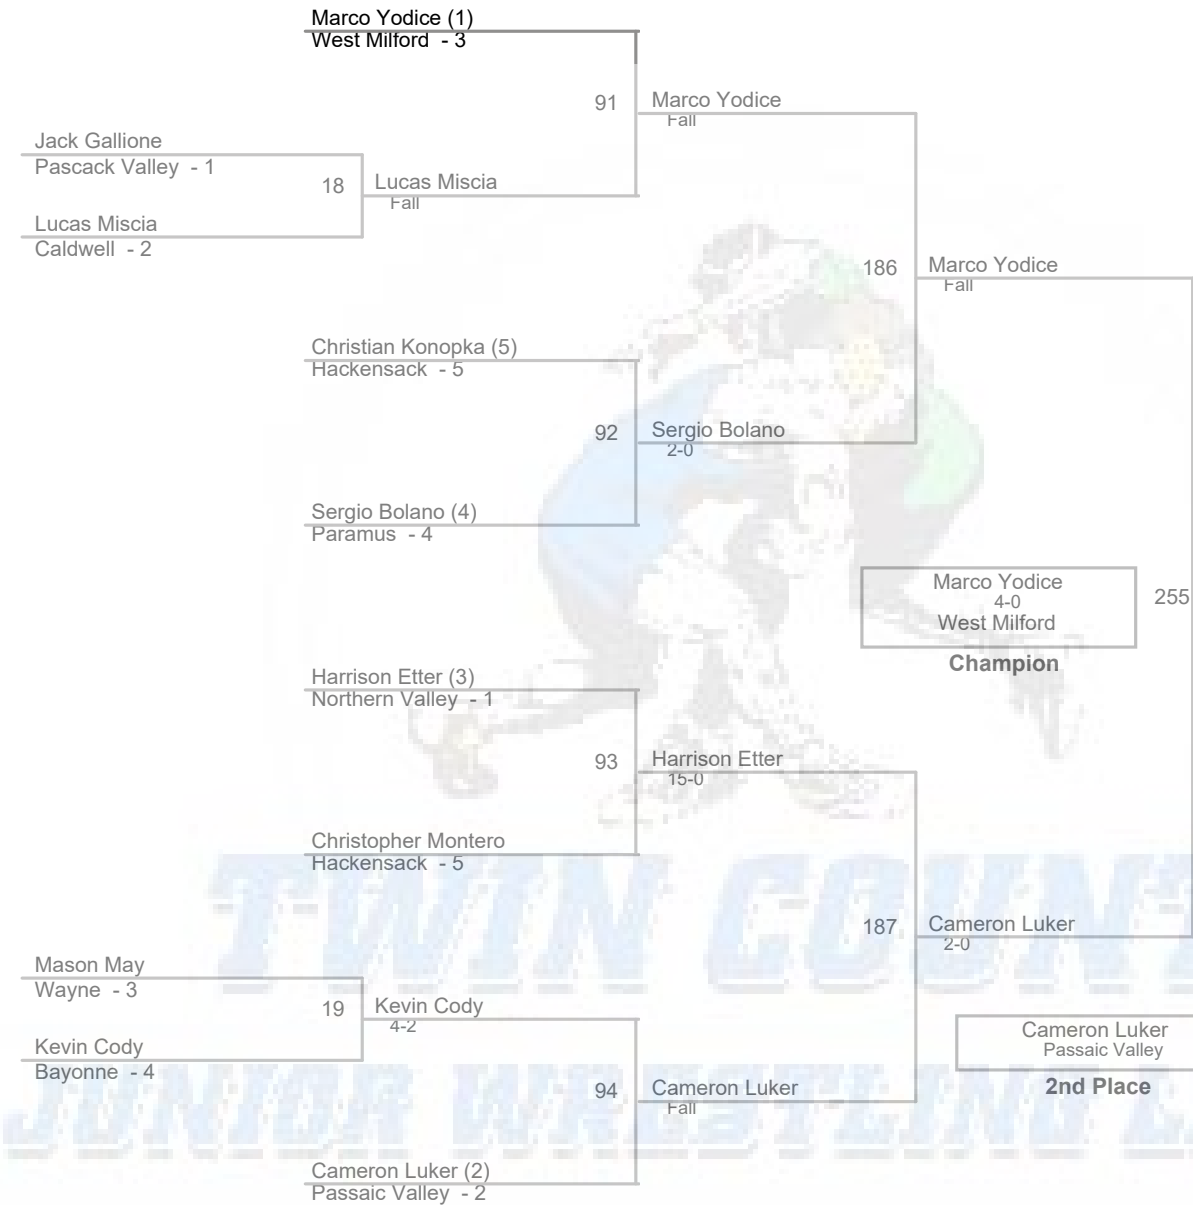 Marco Yodice (1)
West Milford - 3
91
Marco Yodice
Fall
Jack Gallione
Pascack Valley - 1
18
Lucas Miscia
Fall
Lucas Miscia
Caldwell - 2
186
Marco Yodice
Fall
Christian Konopka (5)
Hackensack - 5
92
Sergio Bolano
2-0
Sergio Bolano (4)
Paramus - 4
Marco Yodice
4-0
West Milford
255
Champion
Harrison Etter (3)
Northern Valley - 1
93
Harrison Etter
15-0
Christopher Montero
Hackensack - 5
TWIN COUNT
187
Cameron Luker
2-0
Mason May
Wayne - 3
19
Kevin Cody
4-2
Kevin Cody
Bayonne - 4
Cameron Luker
Passaic Valley
2nd Place
94
Cameron Luker
Fall
JUNIOR WRESTLING L
Cameron Luker (2)
Passaic Valley - 2